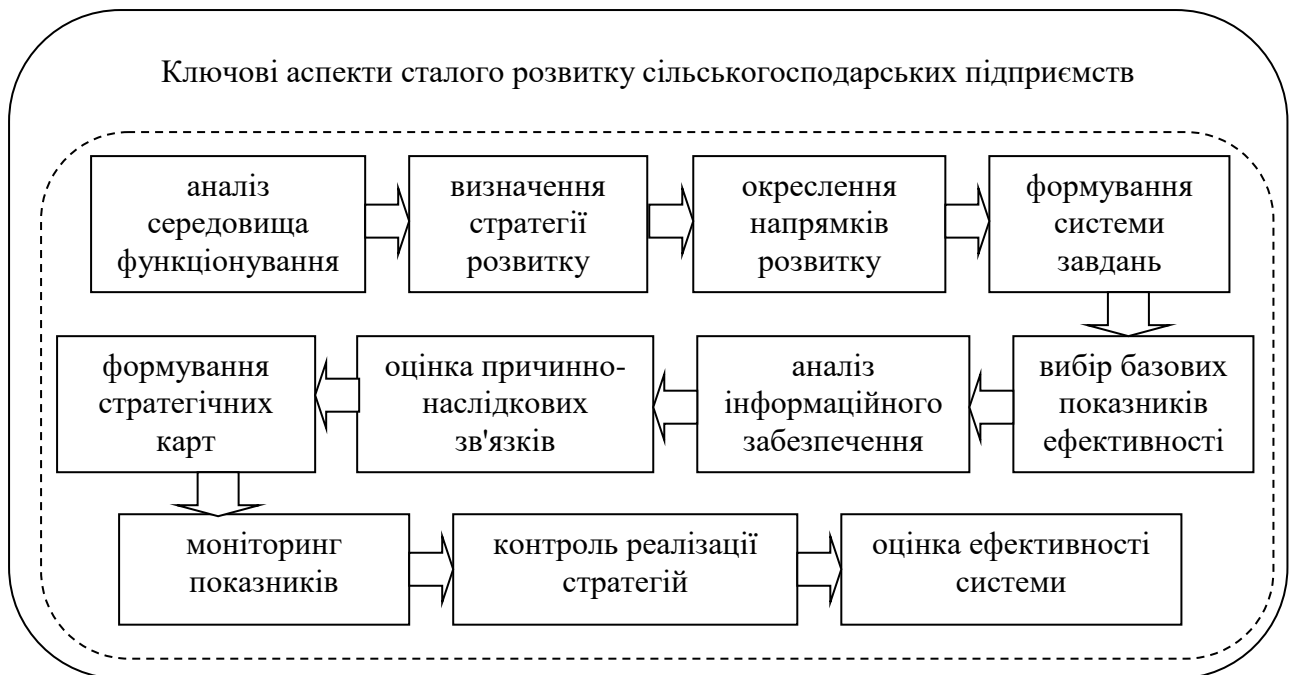 Ключові аспекти сталого розвитку сільськогосподарських підприємств
аналіз
середовища
функціонування
визначення
стратегії
розвитку
окреслення
напрямків
розвитку
формування
системи
завдань
формування
стратегічних
карт
оцінка причинно-
наслідкових
зв'язків
аналіз
інформаційного
забезпечення
вибір базових
показників
ефективності
моніторинг
показників
контроль реалізації
стратегій
оцінка ефективності
системи